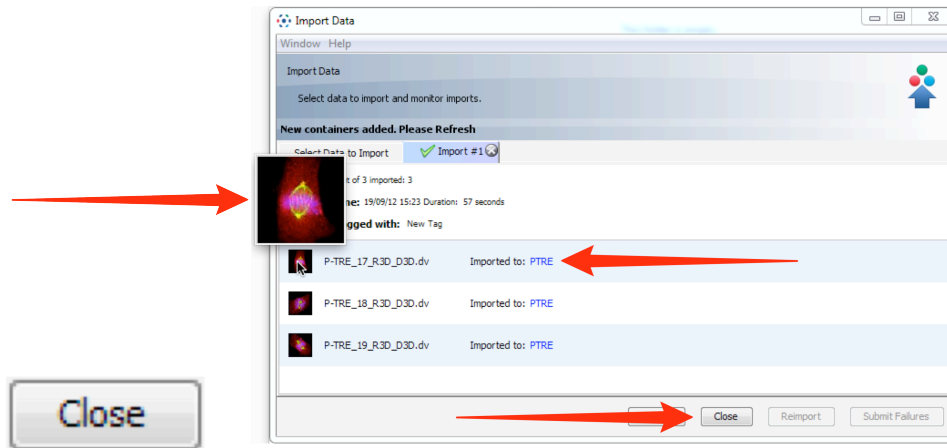 Import Data
Window Help
Import Data
Select data to import and monitor imports.
New containers added. Please Refresh
Select Data to Import Import #1
of 3 imported: 3
19/09/12 15:23 Duration: 57 seconds
with: New Tag
P-TRE_17_R3D_D3D.dv Imported to: PTRE
P-TRE_18_R3D_D3D.dv Imported to: PTRE
P-TRE_19_R3D_D3D.dv Imported to: PTRE
Close Reimport Submit Failures
Close